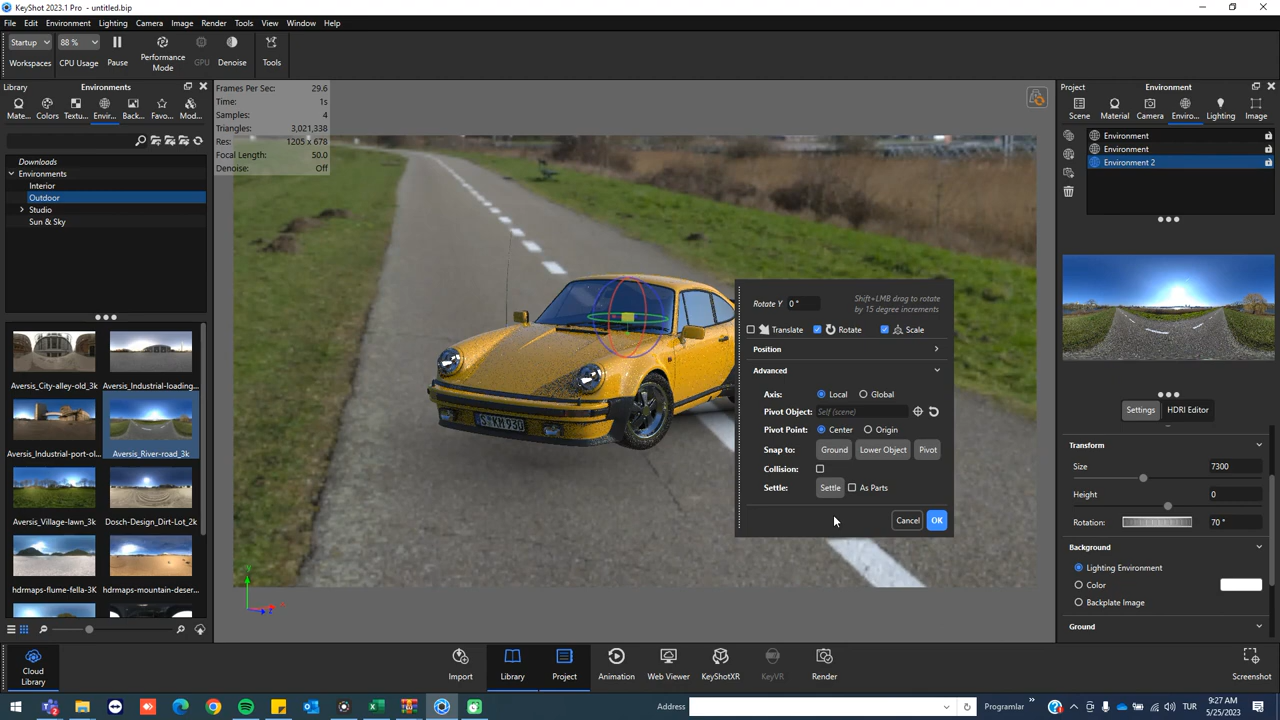 KeyShot 2023.1 Pro - untitled.bip
File Edit Environment Lighting Camera Image Render Tools View Window Help
Startup 88 %
Workspaces CPU Usage Pause Performance Mode GPU Denoise Tools
Library Environments
Mate... Colors Textu... Envir... Back... Favo... Mod...
Downloads
Environments
Interior
Outdoor
Studio
Sun & Sky
Aversis_City-alley-old_3k Aversis_Industrial-loading...
Aversis_Industrial-port-ol... Aversis_River-road_3k
Aversis_Village-lawn_3k Dosch-Design_Dirt-Lot_2k
hdrmaps-flume-fella-3K hdrmaps-mountain-deser...
Frames Per Sec: 29.6
Time: 1s
Samples: 4
Triangles: 3,021,338
Res: 1205 x 678
Focal Length: 50.0
Denoise: Off
S KN 930
Rotate Y 0 ° Shift+LMB drag to rotate
by 15 degree increments
Translate Rotate Scale
Position
Advanced
Axis: Local Global
Pivot Object: Self (scene)
Pivot Point: Center Origin
Snap to: Ground Lower Object Pivot
Collision:
Settle: Settle As Parts
Cancel OK
Project Environment
Scene Material Camera Enviro... Lighting Image
Environment
Environment
Environment 2
Settings HDRI Editor
Transform
Size 7300
Height 0
Rotation: 70 °
Background
Lighting Environment
Color
Backplate Image
Ground
Cloud Library
Import Library Project Animation Web Viewer KeyShotXR KeyVR Render Screenshot
Address Programlar TUR 9:27 AM
5/25/2023